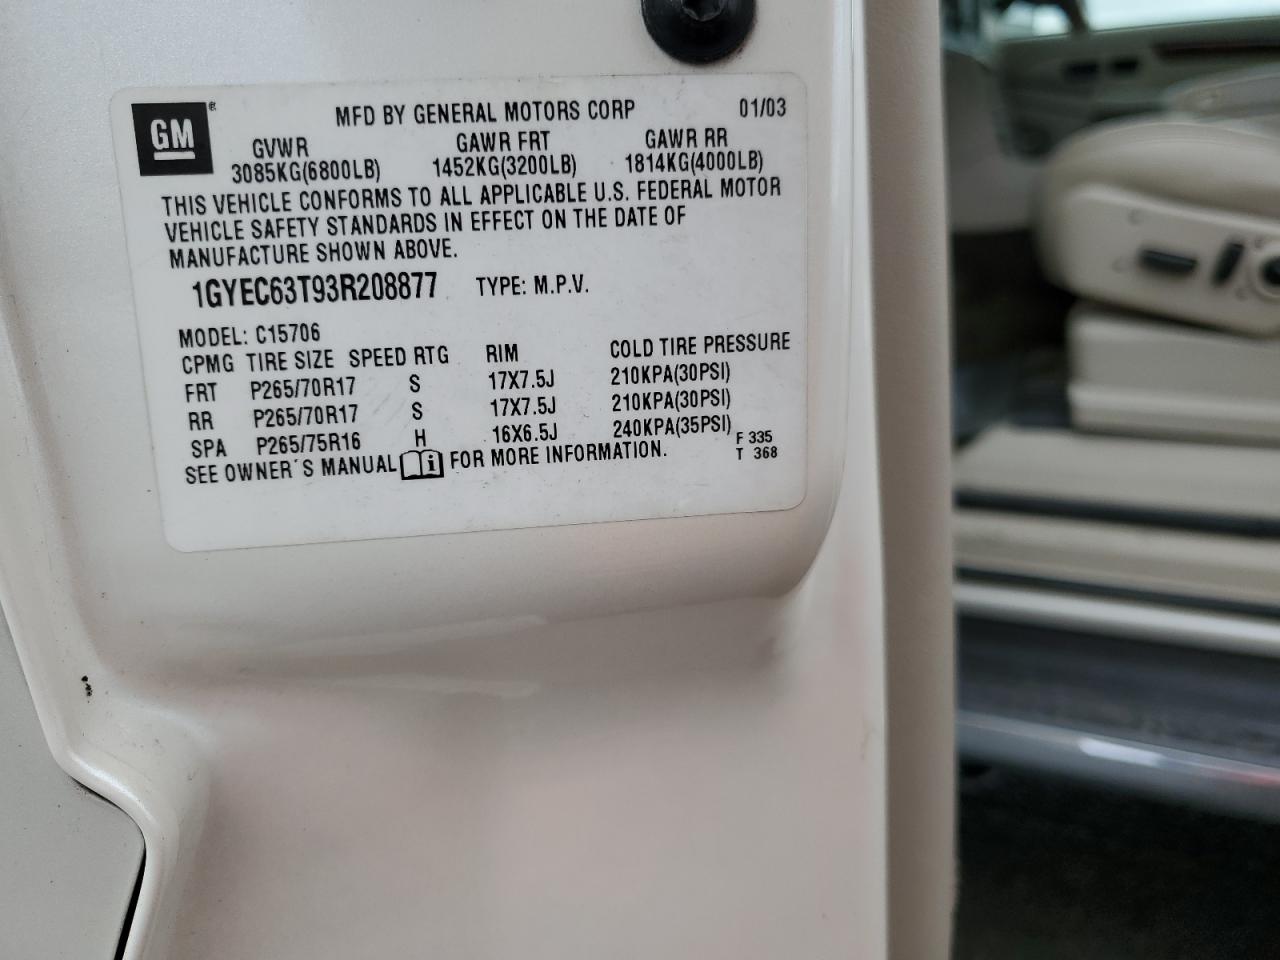 GM ® MFD BY GENERAL MOTORS CORP 01/03
GVWR GAWR FRT GAWR RR
3085KG(6800LB) 1452KG(3200LB) 1814KG(4000LB)
THIS VEHICLE CONFORMS TO ALL APPLICABLE U.S. FEDERAL MOTOR
VEHICLE SAFETY STANDARDS IN EFFECT ON THE DATE OF
MANUFACTURE SHOWN ABOVE.
1GYEC63T93R208877 TYPE: M.P.V.
MODEL: C15706
CPMG TIRE SIZE SPEED RTG RIM COLD TIRE PRESSURE
FRT P265/70R17 S 17X7.5J 210KPA(30PSI)
RR P265/70R17 S 17X7.5J 210KPA(30PSI)
SPA P265/75R16 H 16X6.5J 240KPA(35PSI)
SEE OWNER'S MANUAL i FOR MORE INFORMATION.
F 335
T 368